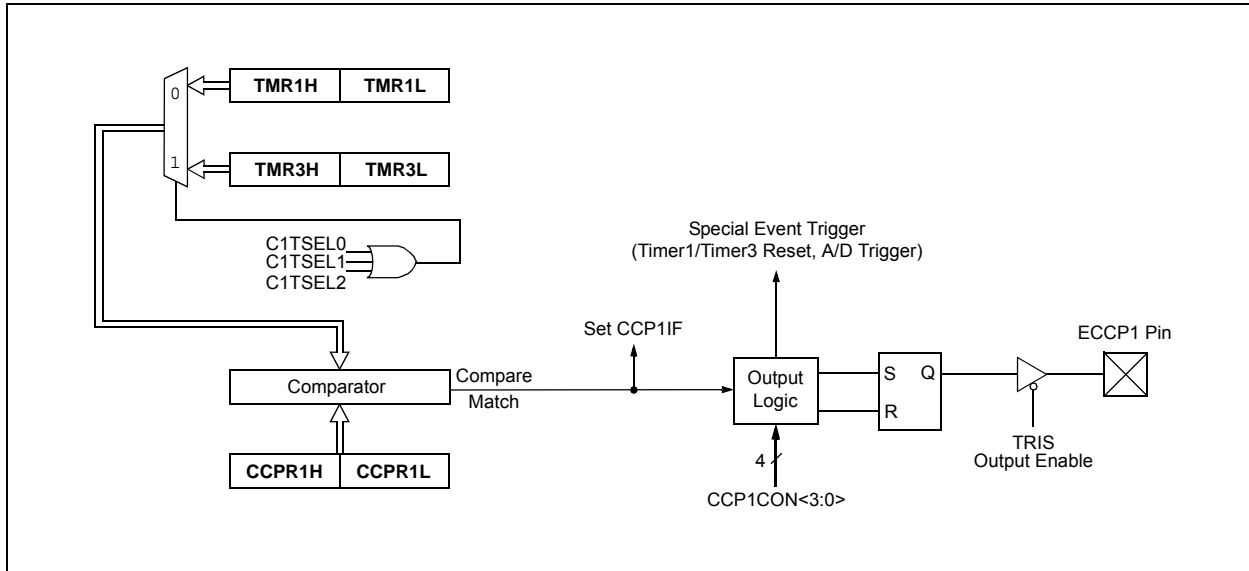 0
TMR1H TMR1L
1
TMR3H TMR3L
C1TSEL0
C1TSEL1
C1TSEL2
Special Event Trigger
(Timer1/Timer3 Reset, A/D Trigger)
Set CCP1IF
ECCP1 Pin
Comparator
Compare
Match
Output
Logic
S Q
R
TRIS
Output Enable
CCPR1H CCPR1L
4
CCP1CON<3:0>